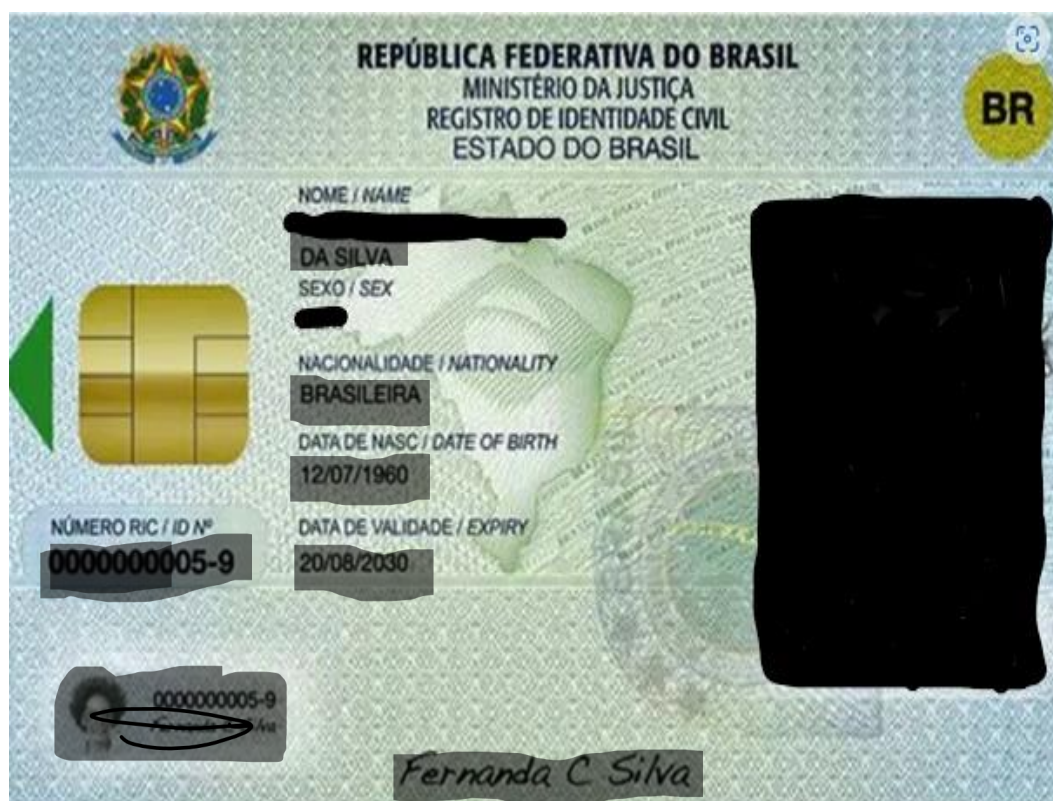 REPÚBLICA FEDERATIVA DO BRASIL
MINISTÉRIO DA JUSTIÇA
REGISTRO DE IDENTIDADE CIVIL
ESTADO DO BRASIL
BR
NOME / NAME
DA SILVA
SEXO / SEX
NACIONALIDADE / NATIONALITY
BRASILEIRA
DATA DE NASC / DATE OF BIRTH
12/07/1960
NÚMERO RIC / ID Nº
0000000005-9
DATA DE VALIDADE / EXPIRY
20/08/2030
0000000005-9
Fernanda C Silva